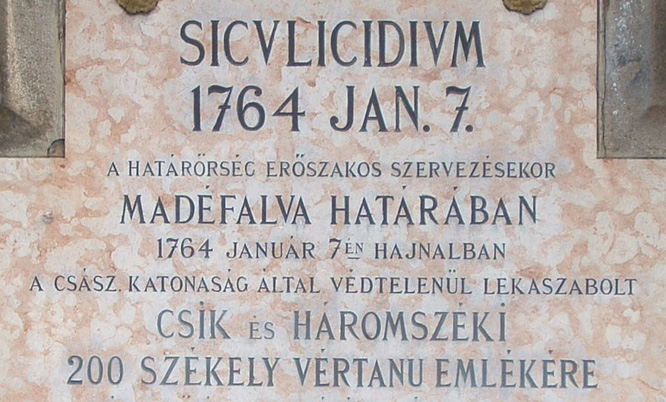 SICVLICIDIVM
1764 JAN. 7.
A HATÁRŐRSÉG ERŐSZAKOS SZERVEZÉSEKOR
MADÉFALVA HATÁRÁBAN
1764 JANUÁR 7ÉN HAJNALBAN
A CSÁSZ. KATONASÁG ÁLTAL VÉDTELENÜL LEKASZABOLT
CSÍK ÉS HÁROMSZÉKI
200 SZÉKELY VÉRTANU EMLÉKÉRE